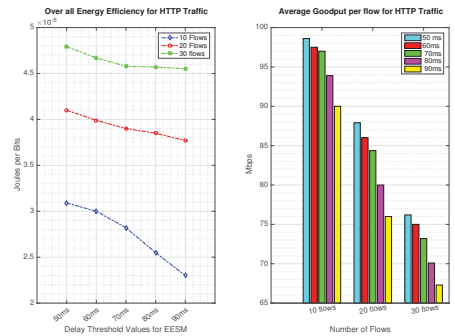 Over all Energy Efficiency for HTTP Traffic
×10-5
5
4.5
4
3.5
3
2.5
2
Joules per Bits
10 Flows
20 Flows
30 flows
50ms
60ms
70ms
80ms
90ms
Delay Threshold Values for EESM
Average Goodput per flow for HTTP Traffic
100
95
90
85
80
75
70
65
Mbps
50 ms
60ms
70ms
80ms
90ms
10 flows
20 flows
30 flows
Number of Flows